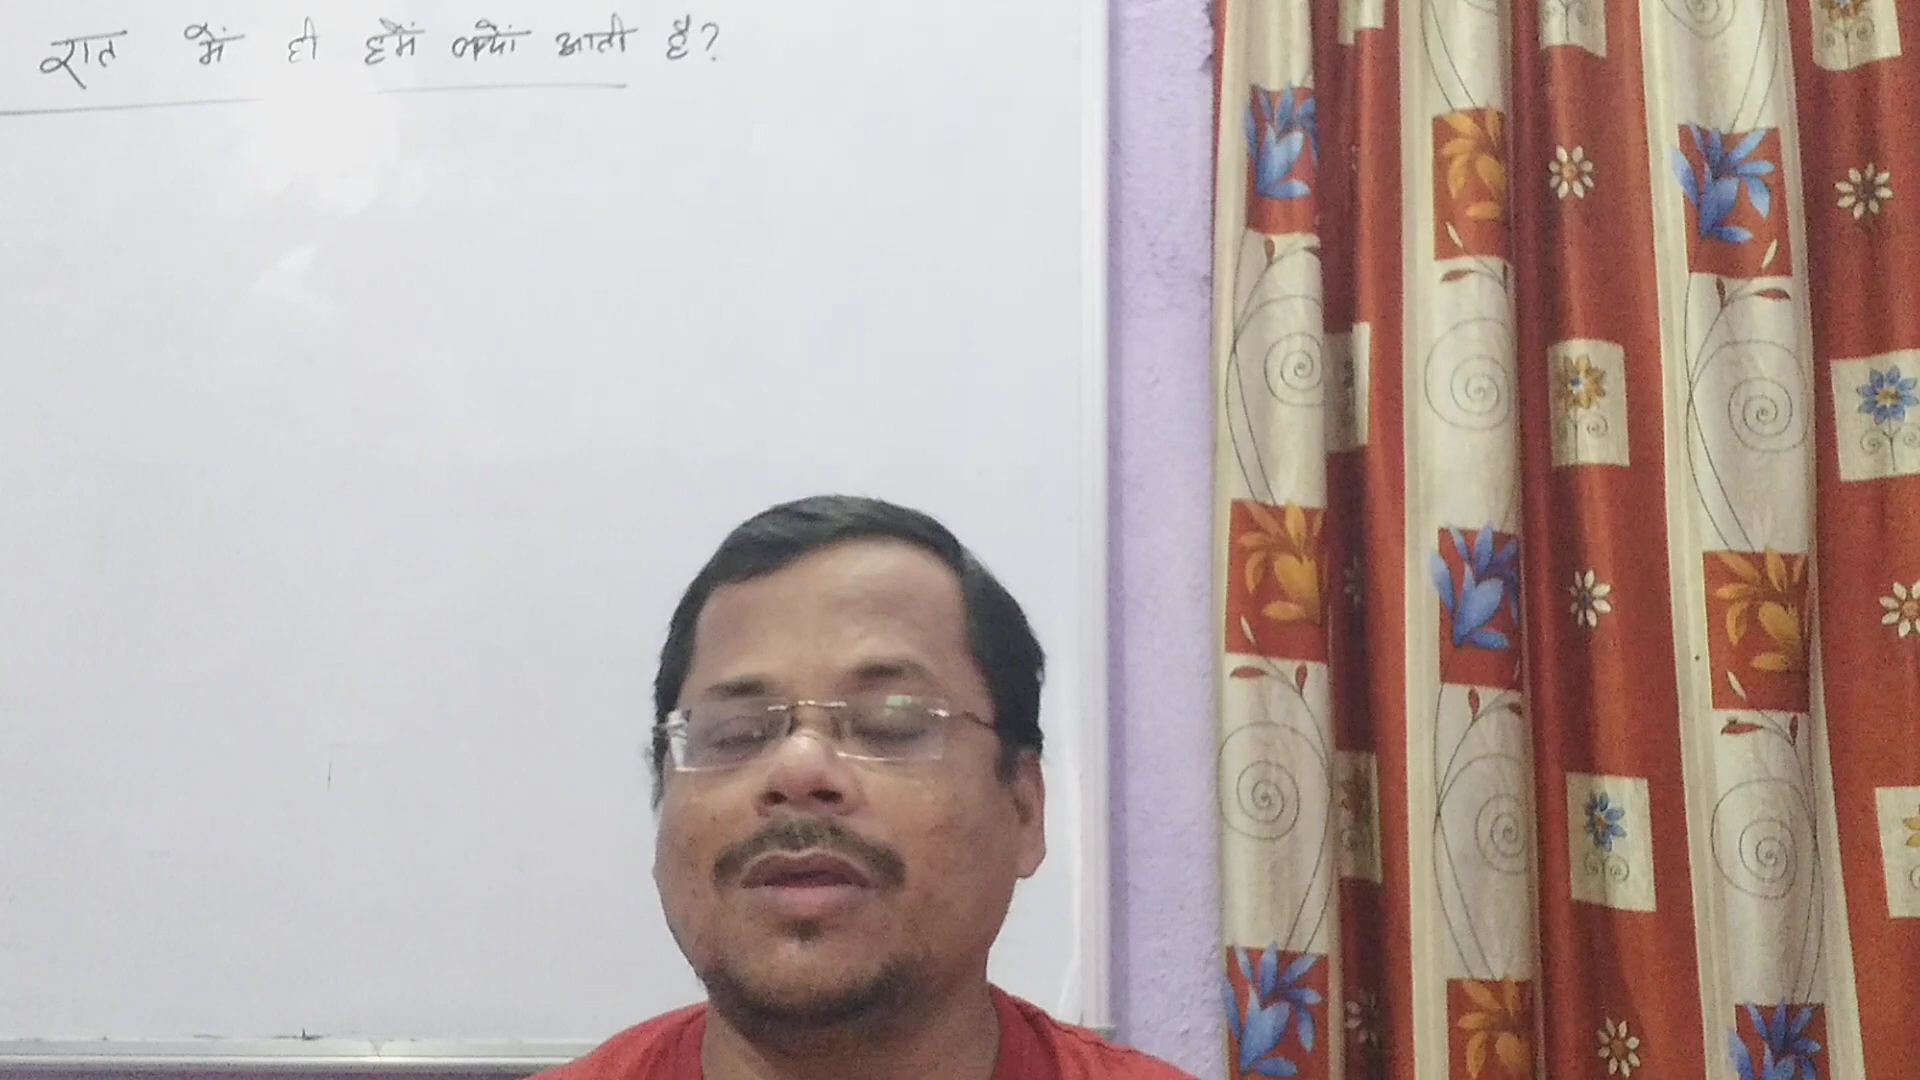 रात में ही हमें क्यों आती है?